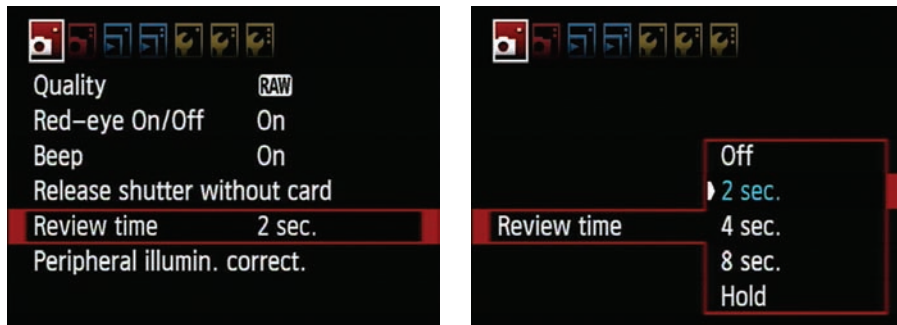 Quality RAW
Red-eye On/Off On
Beep On
Release shutter without card
Review time 2 sec.
Peripheral illumin. correct.
Off
2 sec.
Review time 4 sec.
8 sec.
Hold